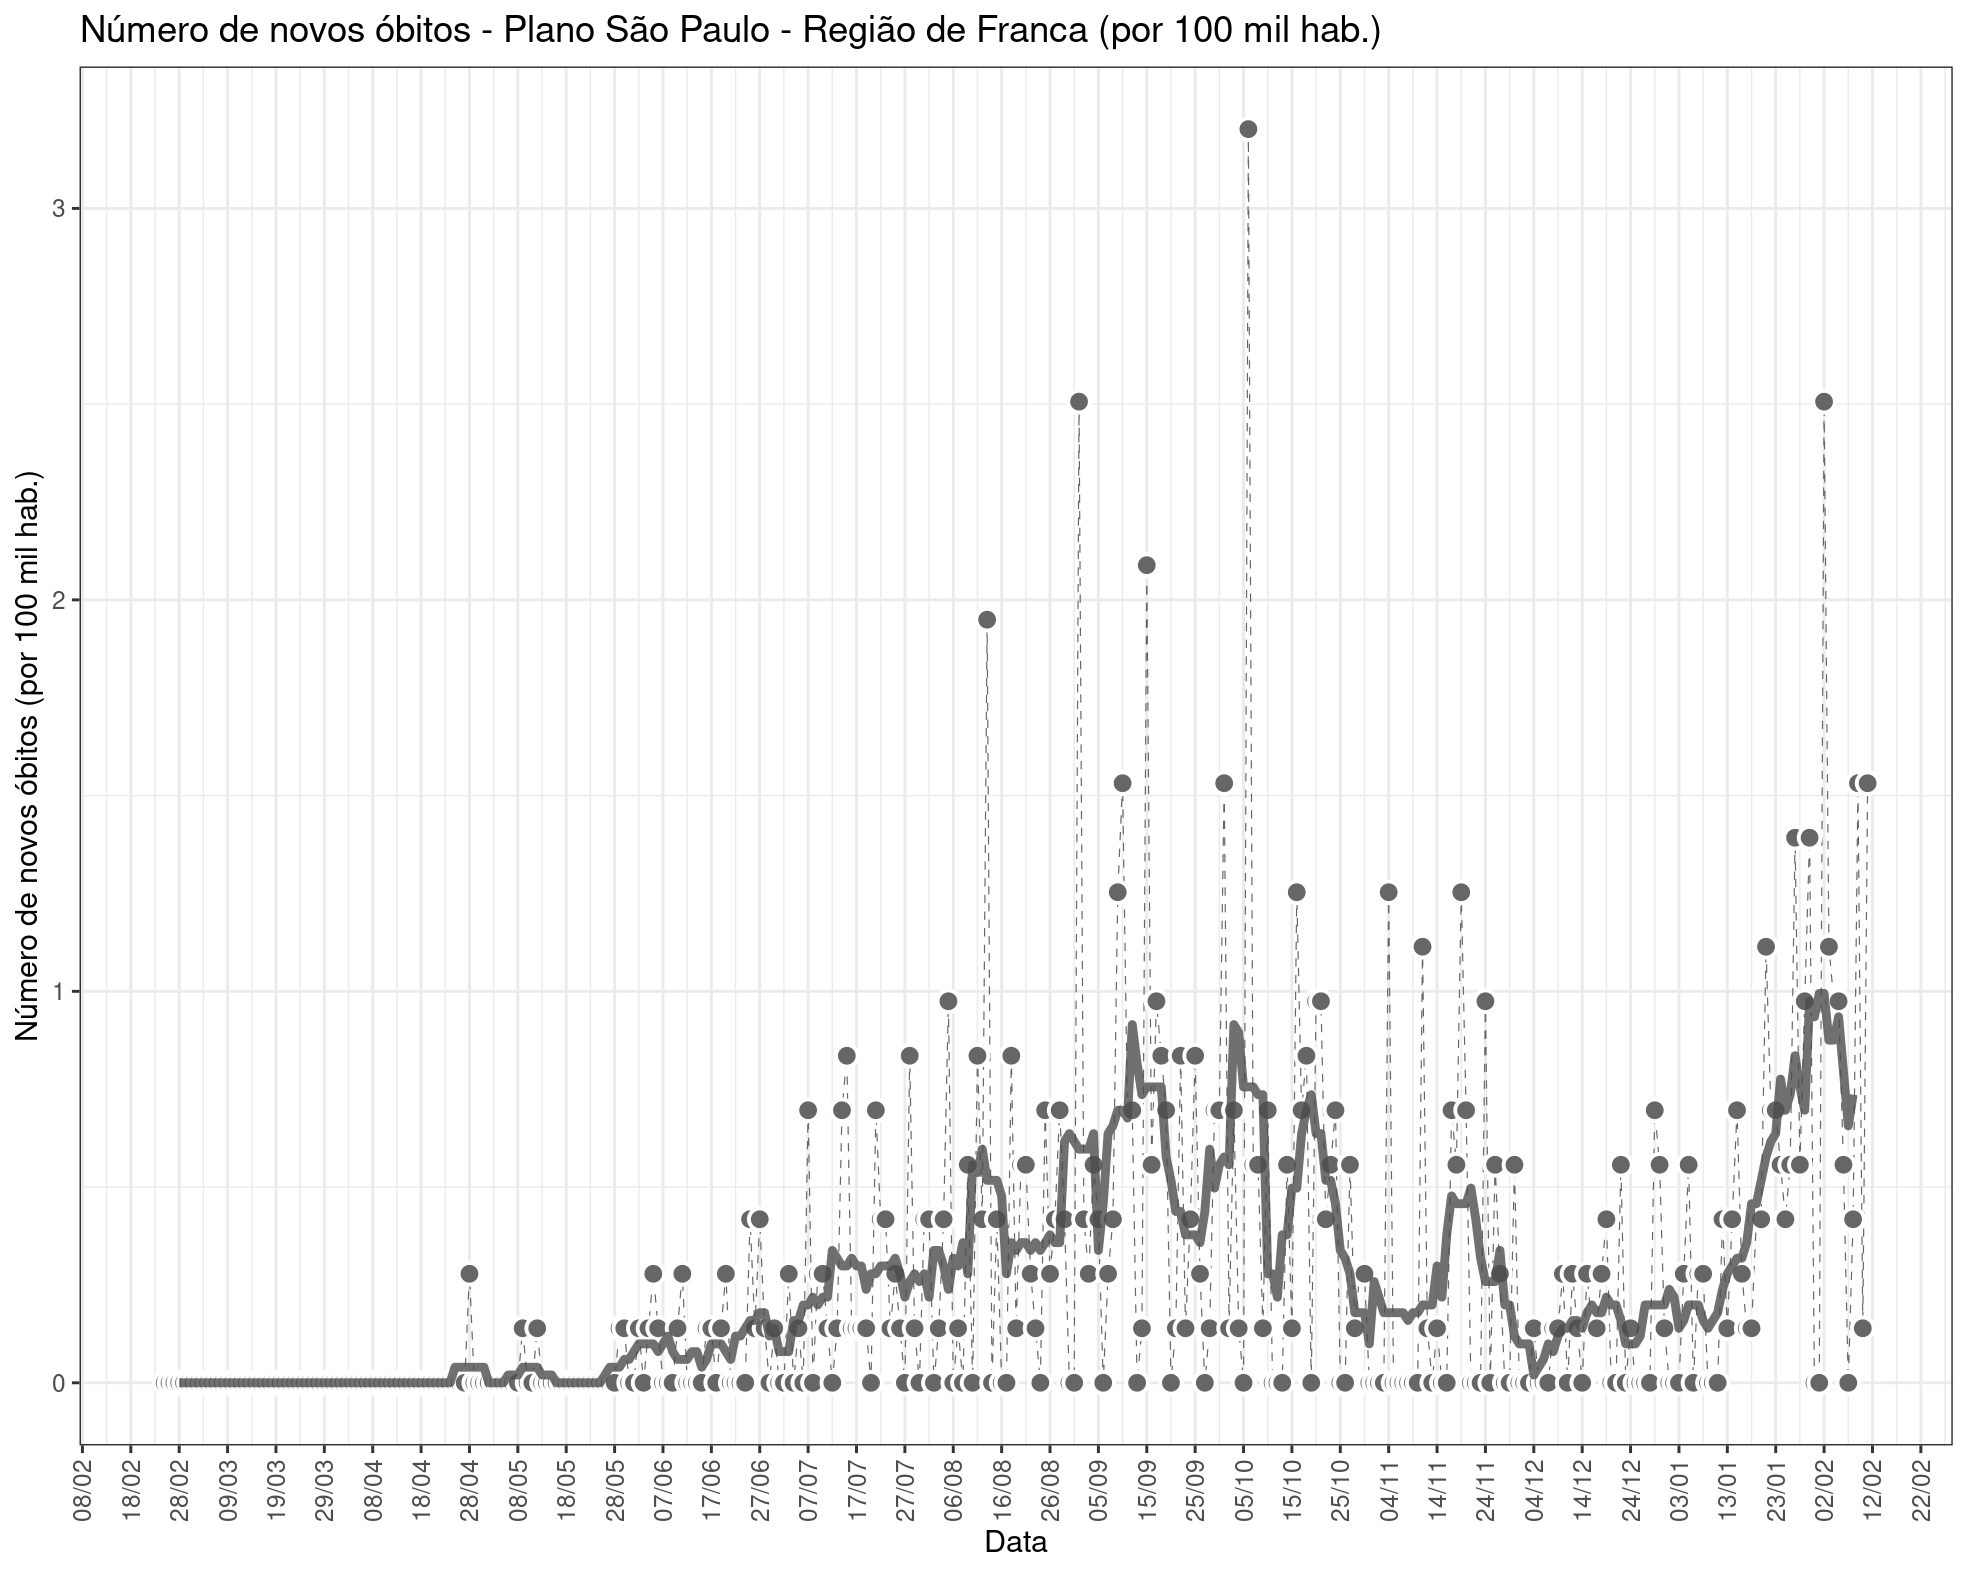 Número de novos óbitos - Plano São Paulo - Região de Franca (por 100 mil hab.)
Número de novos óbitos (por 100 mil hab.)
3
2
1
0
08/02 18/02 28/02 09/03 19/03 29/03 08/04 18/04 28/04 08/05 18/05 28/05 07/06 17/06 27/06 07/07 17/07 27/07 06/08 16/08 26/08 05/09 15/09 25/09 05/10 15/10 25/10 04/11 14/11 24/11 04/12 14/12 24/12 03/01 13/01 23/01 02/02 12/02 22/02
Data